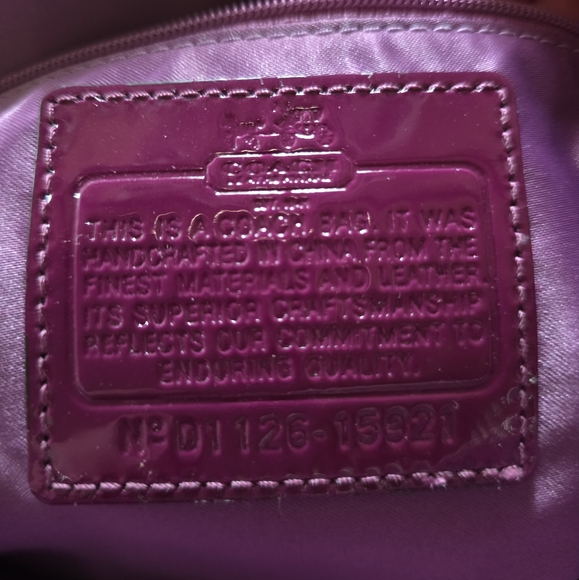 COACH
THIS IS A COACH BAG. IT WAS
HANDCRAFTED IN CHINA FROM THE
FINEST MATERIALS AND LEATHER.
ITS SUPERIOR CRAFTSMANSHIP
REFLECTS OUR COMMITMENT TO
ENDURING QUALITY.
Nº D1126-15921